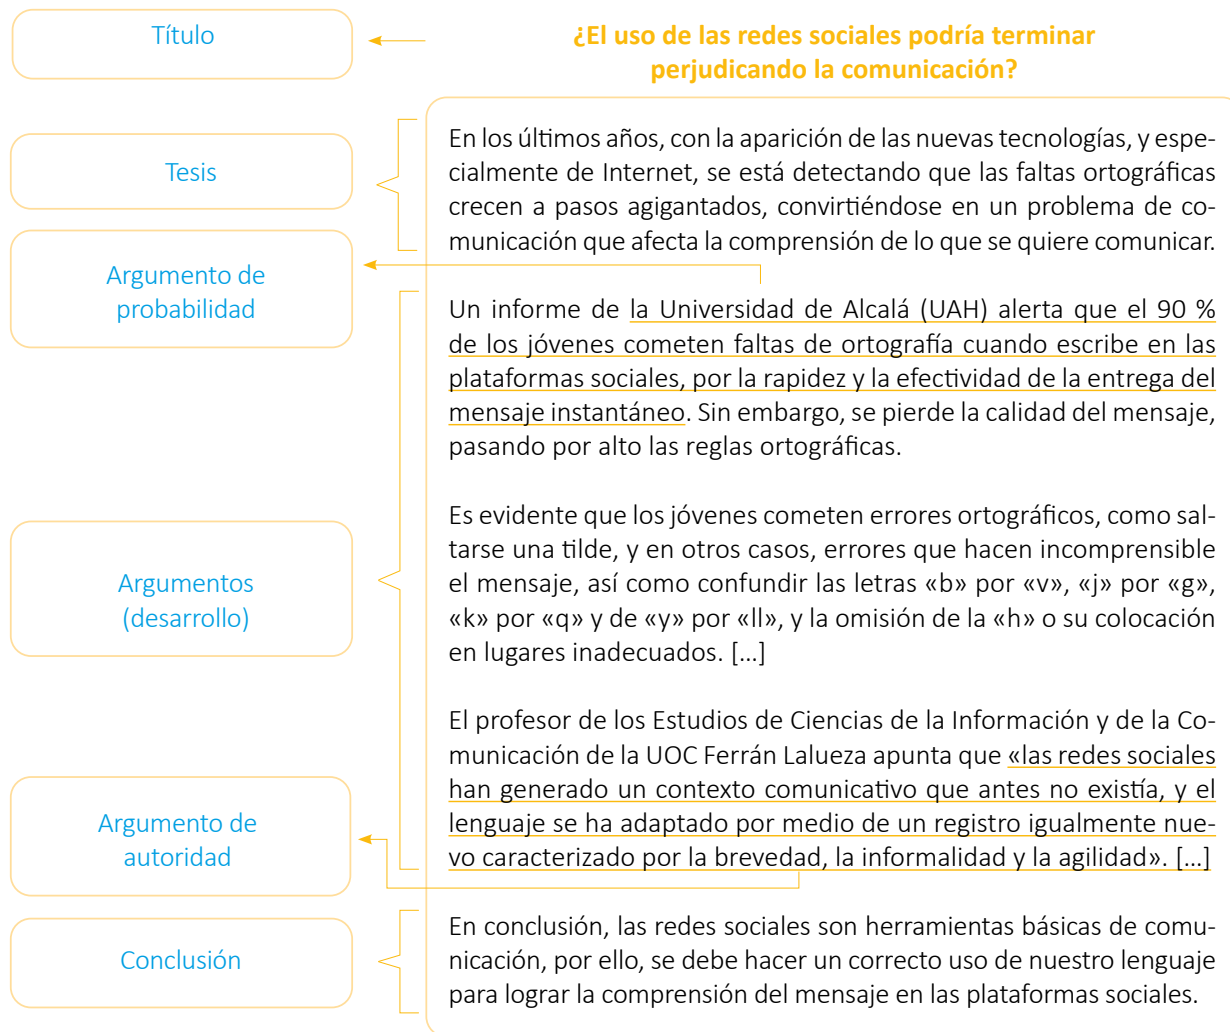 Título
¿El uso de las redes sociales podría terminar
perjudicando la comunicación?
Tesis
En los últimos años, con la aparición de las nuevas tecnologías, y espe-
cialmente de Internet, se está detectando que las faltas ortográficas
crecen a pasos agigantados, convirtiéndose en un problema de co-
municación que afecta la comprensión de lo que se quiere comunicar.
Argumento de
probabilidad
Un informe de la Universidad de Alcalá (UAH) alerta que el 90 %
de los jóvenes cometen faltas de ortografía cuando escribe en las
plataformas sociales, por la rapidez y la efectividad de la entrega del
mensaje instantáneo. Sin embargo, se pierde la calidad del mensaje,
pasando por alto las reglas ortográficas.
Argumentos
(desarrollo)
Es evidente que los jóvenes cometen errores ortográficos, como sal-
tarse una tilde, y en otros casos, errores que hacen incomprensible
el mensaje, así como confundir las letras «b» por «v», «j» por «g»,
«k» por «q» y de «y» por «ll», y la omisión de la «h» o su colocación
en lugares inadecuados. [...]
El profesor de los Estudios de Ciencias de la Información y de la Co-
municación de la UOC Ferrán Lalueza apunta que «las redes sociales
han generado un contexto comunicativo que antes no existía, y el
lenguaje se ha adaptado por medio de un registro igualmente nue-
vo caracterizado por la brevedad, la informalidad y la agilidad». [...]
Argumento de
autoridad
Conclusión
En conclusión, las redes sociales son herramientas básicas de comu-
nicación, por ello, se debe hacer un correcto uso de nuestro lenguaje
para lograr la comprensión del mensaje en las plataformas sociales.